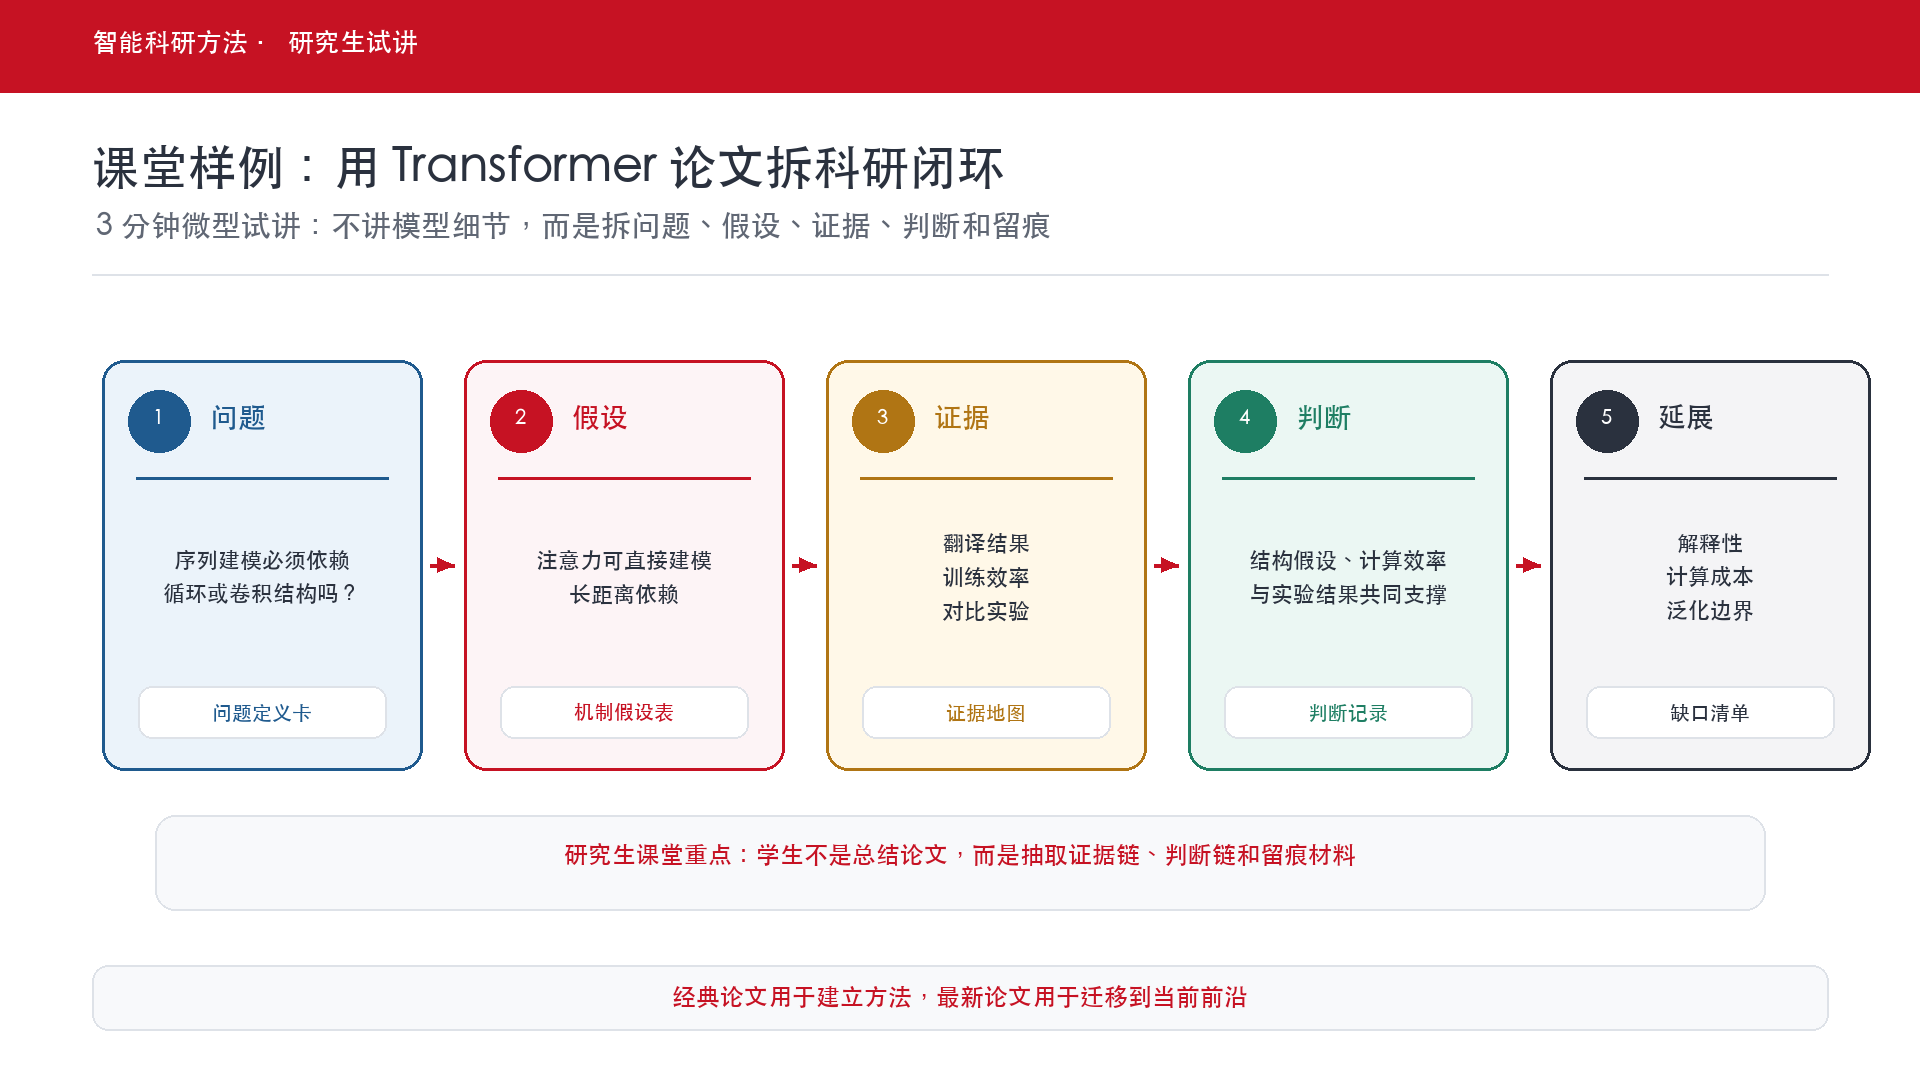 智能科研方法 · 研究生试讲
课堂样例：用 Transformer 论文拆科研闭环
3 分钟微型试讲：不讲模型细节，而是拆问题、假设、证据、判断和留痕
1 问题
序列建模必须依赖
循环或卷积结构吗？
问题定义卡
2 假设
注意力可直接建模
长距离依赖
机制假设表
3 证据
翻译结果
训练效率
对比实验
证据地图
4 判断
结构假设、计算效率
与实验结果共同支撑
判断记录
5 延展
解释性
计算成本
泛化边界
缺口清单
研究生课堂重点：学生不是总结论文，而是抽取证据链、判断链和留痕材料
经典论文用于建立方法，最新论文用于迁移到当前前沿